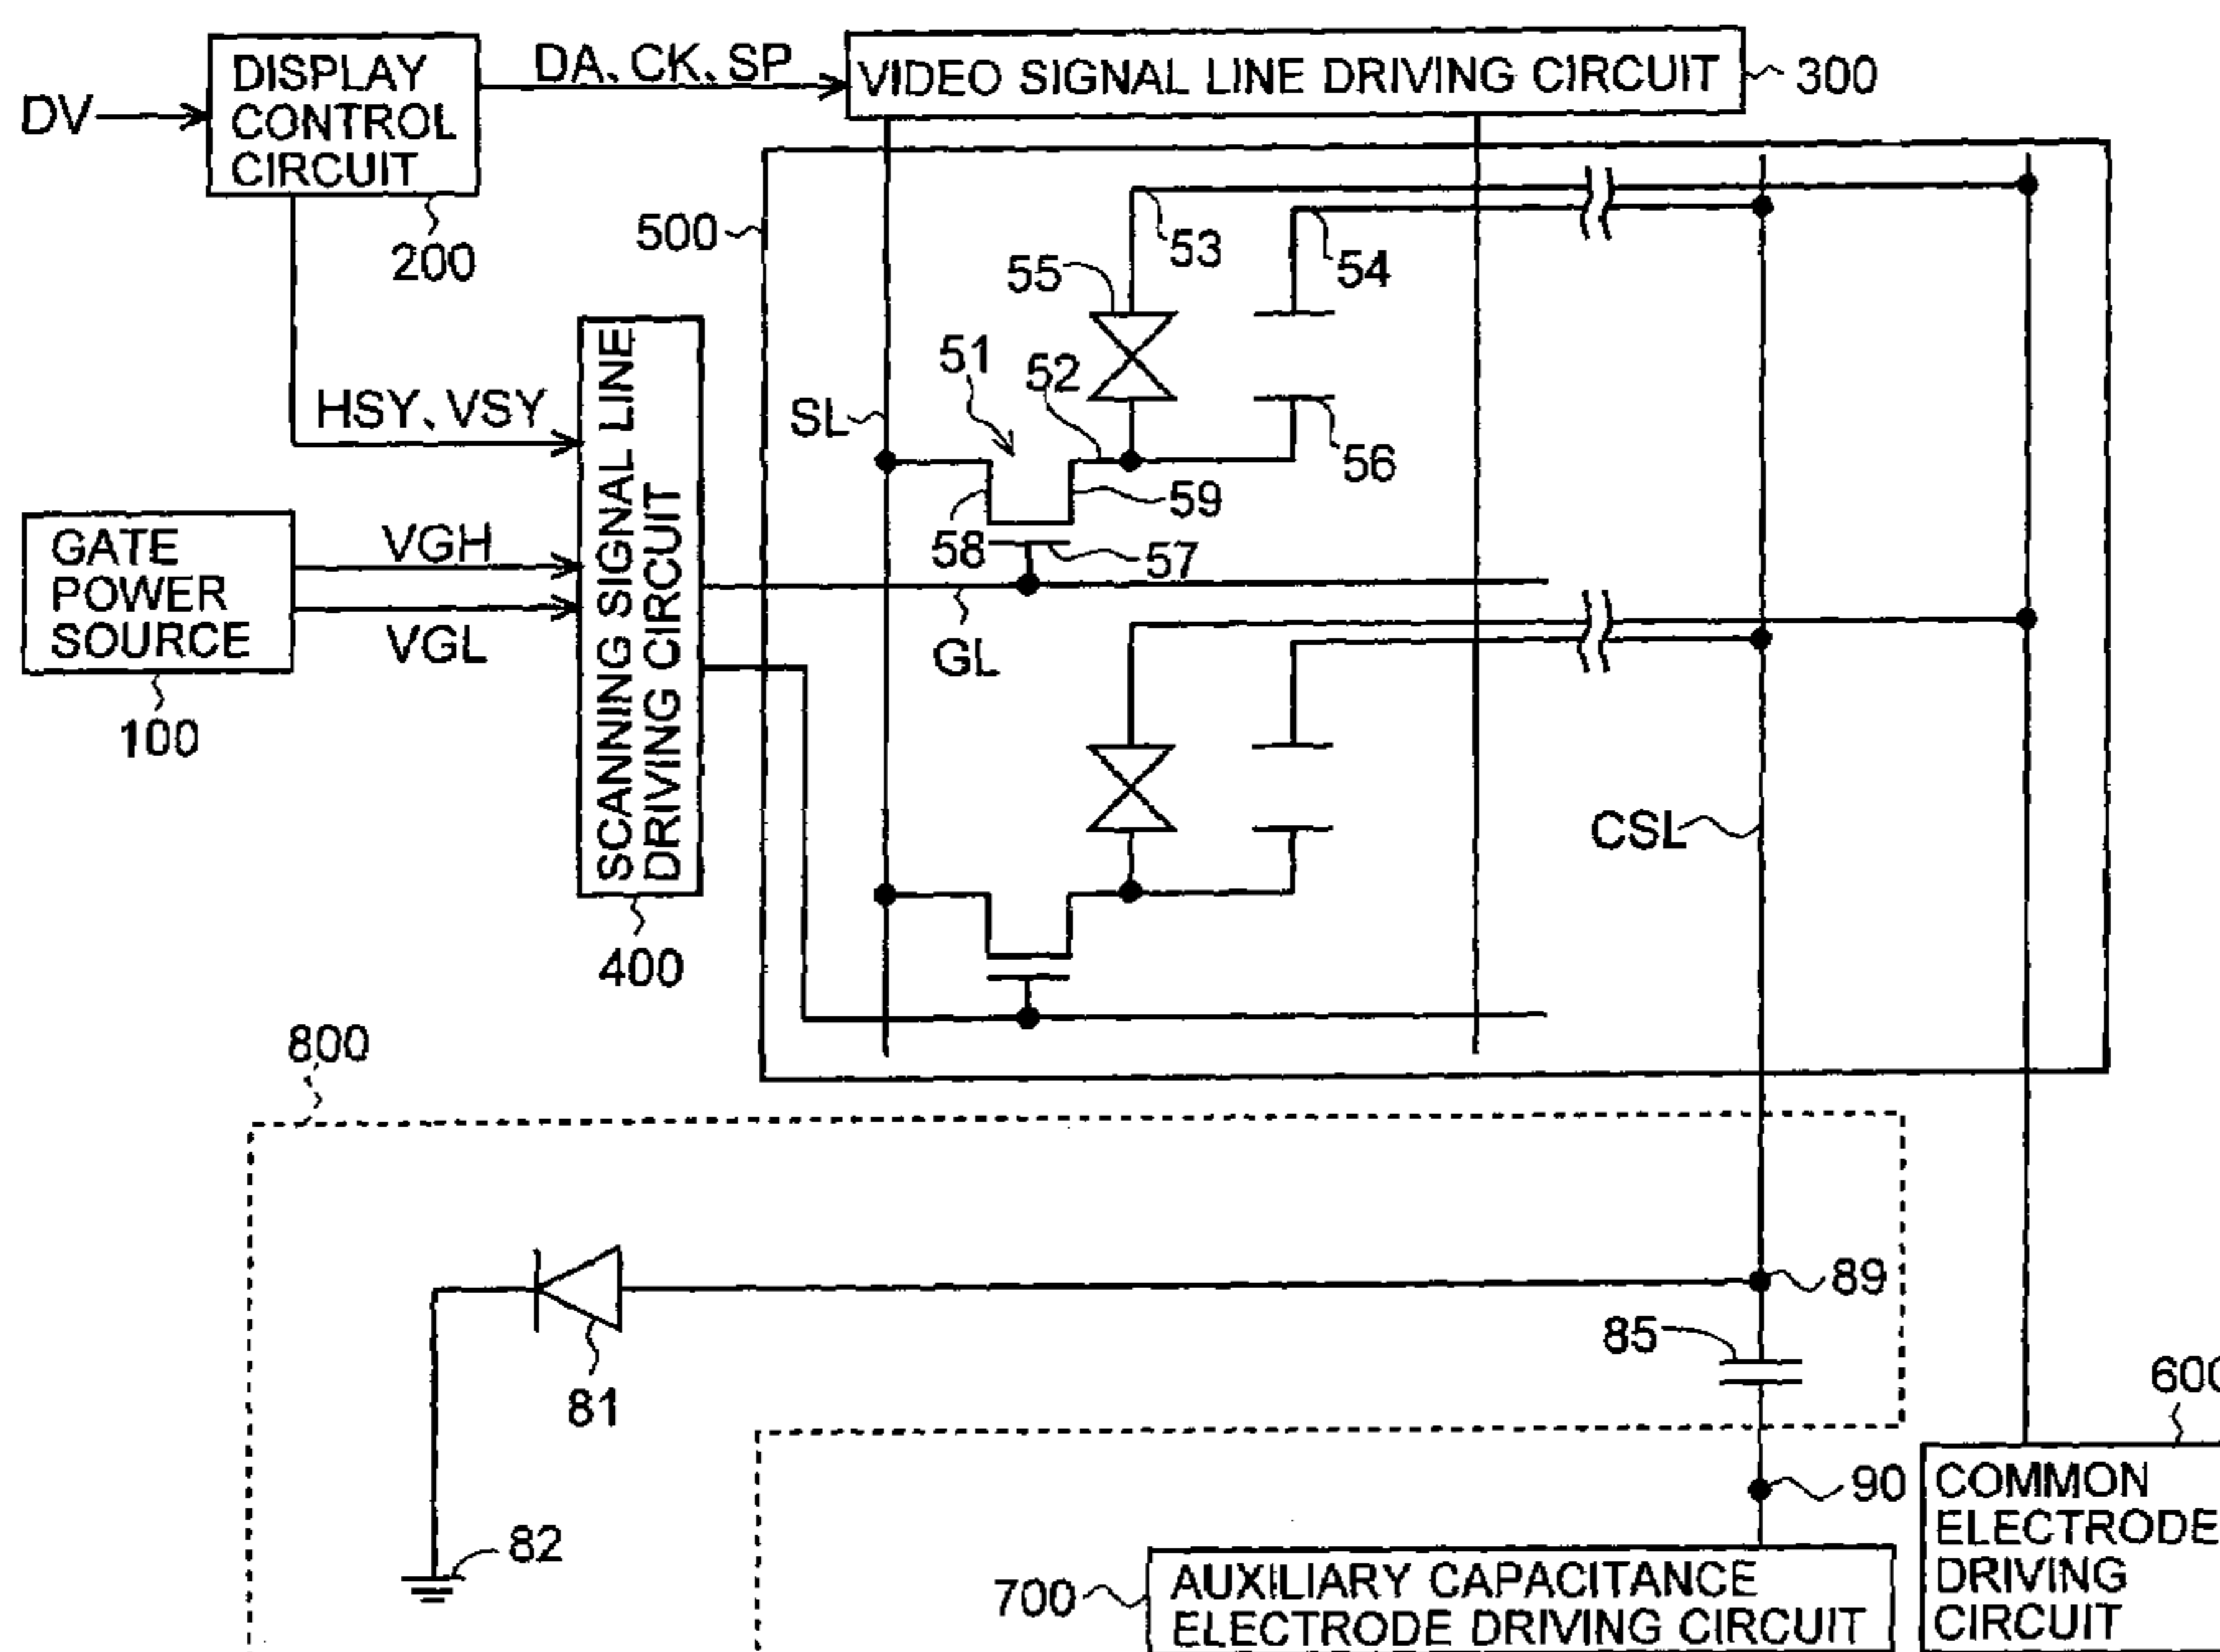 DISPLAY
CONTROL
CIRCUIT
DV
DA、CK、SP
VIDEO SIGNAL LINE DRIVING CIRCUIT
300
200
500
53
54
55
51
52
56
SL
HSY、VSY
SCANNING SIGNAL LINE
DRIVING CIRCUIT
59
58
57
GATE
POWER
SOURCE
VGH
VGL
GL
100
CSL
400
800
89
85
81
600
90
COMMON
ELECTRODE
DRIVING
CIRCUIT
82
700
AUXILIARY CAPACITANCE
ELECTRODE DRIVING CIRCUIT